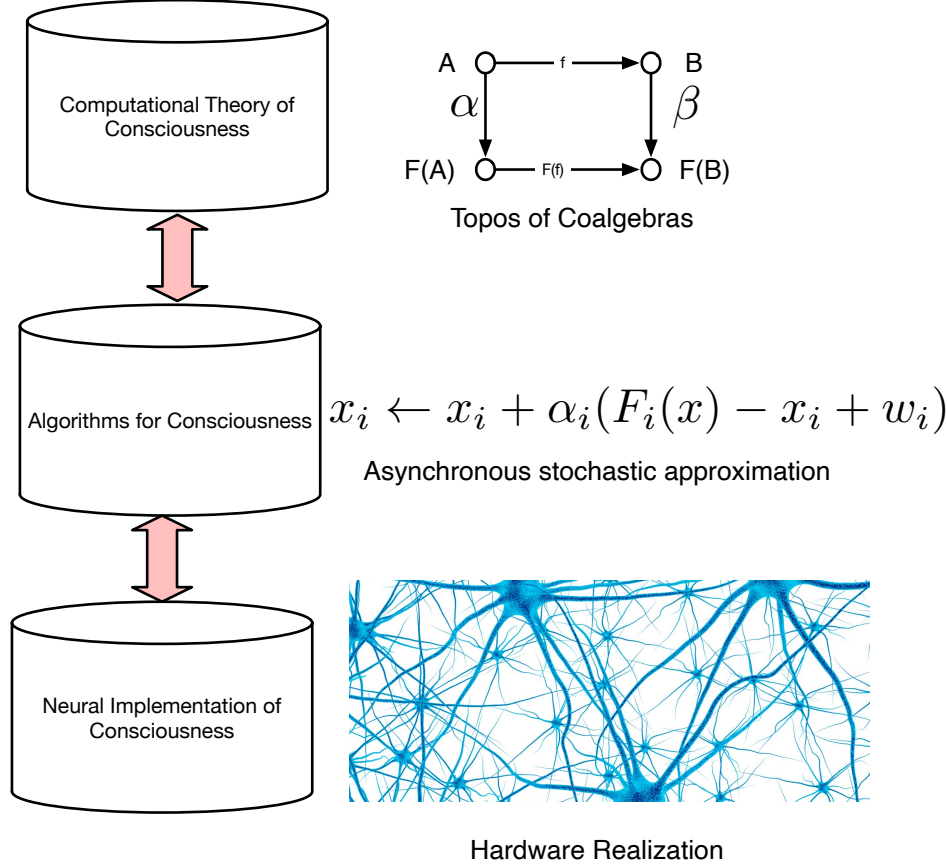 Computational Theory of
Consciousness
A
f
B
α
β
F(A)
F(f)
F(B)
Topos of Coalgebras
Algorithms for Consciousness
x_i ← x_i + α_i(F_i(x) − x_i + w_i)
Asynchronous stochastic approximation
Neural Implementation of
Consciousness
Hardware Realization